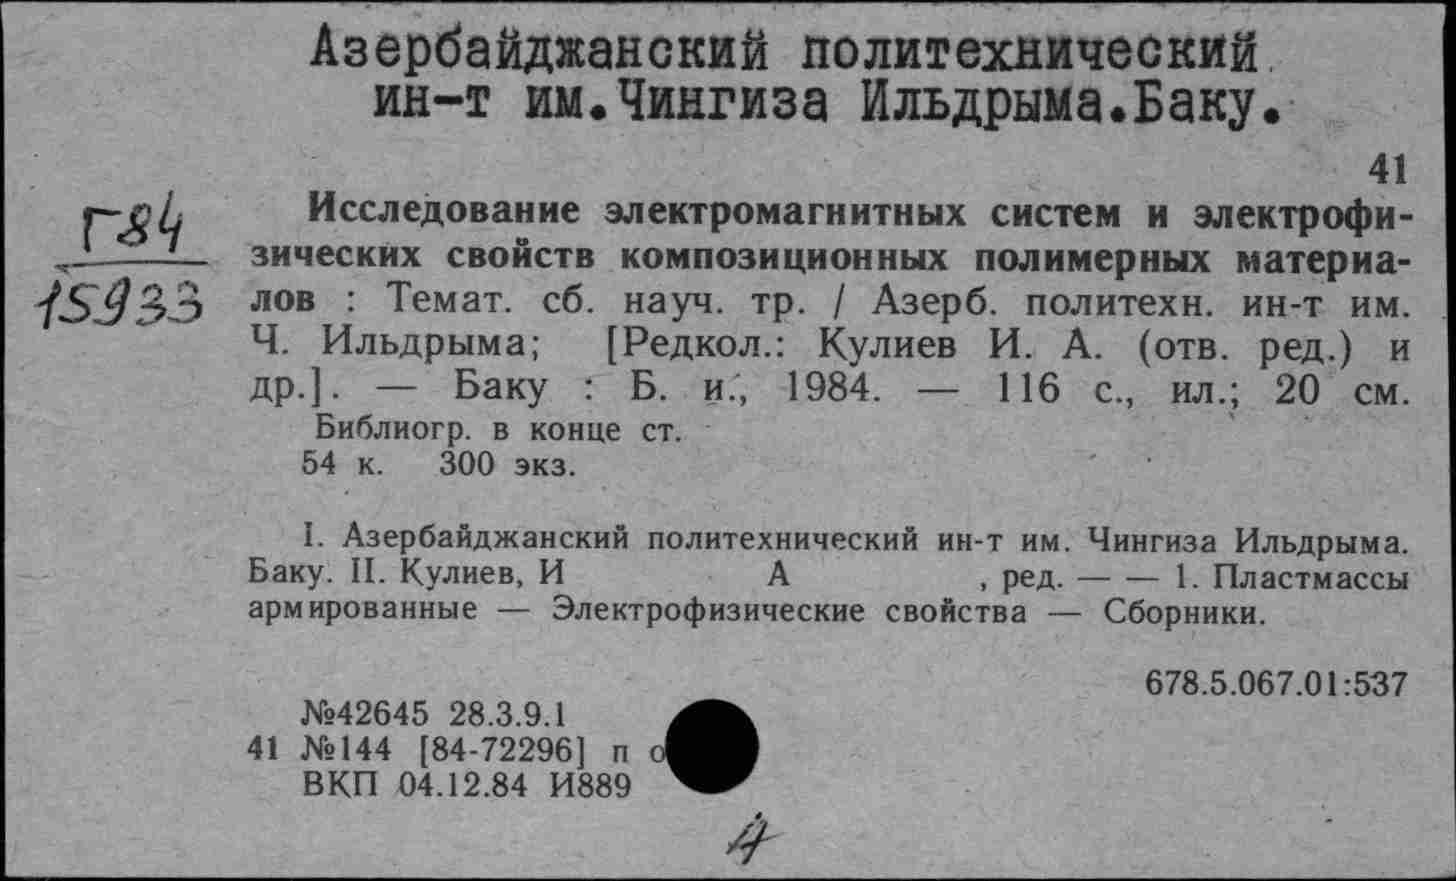 Азербайджанский политехнический
ин-т им.Чингиза Ильдрыма.Баку.
41
Г84
15933
Исследование электромагнитных систем и электрофи-
зических свойств композиционных полимерных материа-
лов : Темат. сб. науч. тр. / Азерб. политехн. ин-т им.
Ч. Ильдрыма; [Редкол.: Кулиев И. А. (отв. ред.) и
др.]. — Баку : Б. и., 1984. — 116 с., ил.; 20 см.
Библиогр. в конце ст.
54 к. 300 экз.
I. Азербайджанский политехнический ин-т им. Чингиза Ильдрыма.
Баку. II. Кулиев, И А , ред. — — 1. Пластмассы
армированные — Электрофизические свойства — Сборники.
678.5.067.01:537
№42645 28.3.9.1
41 №144 [84-72296] п о
ВКП 04.12.84 И889
4